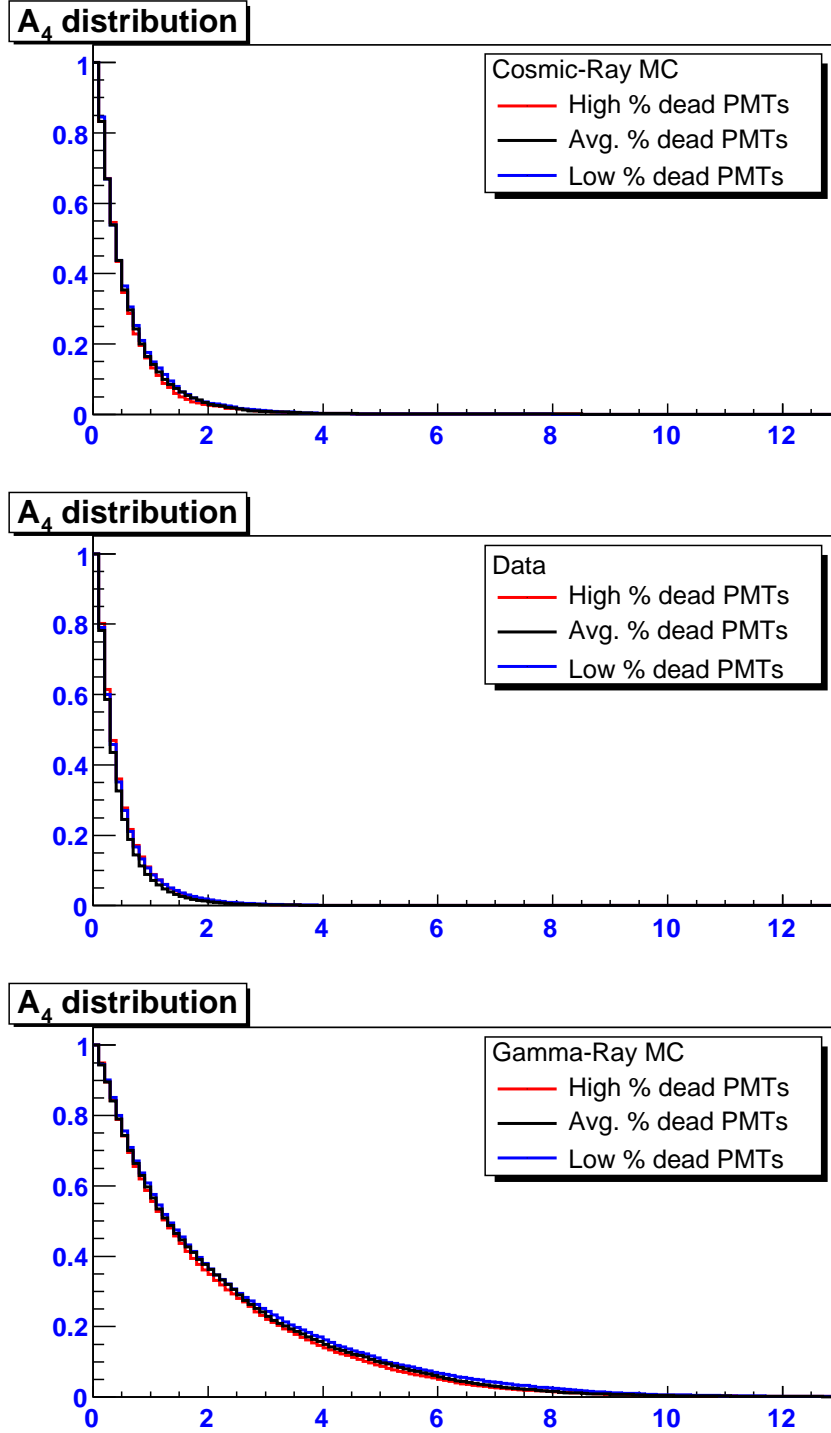 A₄ distribution
Cosmic-Ray MC
High % dead PMTs
Avg. % dead PMTs
Low % dead PMTs
1
0.8
0.6
0.4
0.2
0
0 2 4 6 8 10 12
A₄ distribution
Data
High % dead PMTs
Avg. % dead PMTs
Low % dead PMTs
1
0.8
0.6
0.4
0.2
0
0 2 4 6 8 10 12
A₄ distribution
Gamma-Ray MC
High % dead PMTs
Avg. % dead PMTs
Low % dead PMTs
1
0.8
0.6
0.4
0.2
0
0 2 4 6 8 10 12